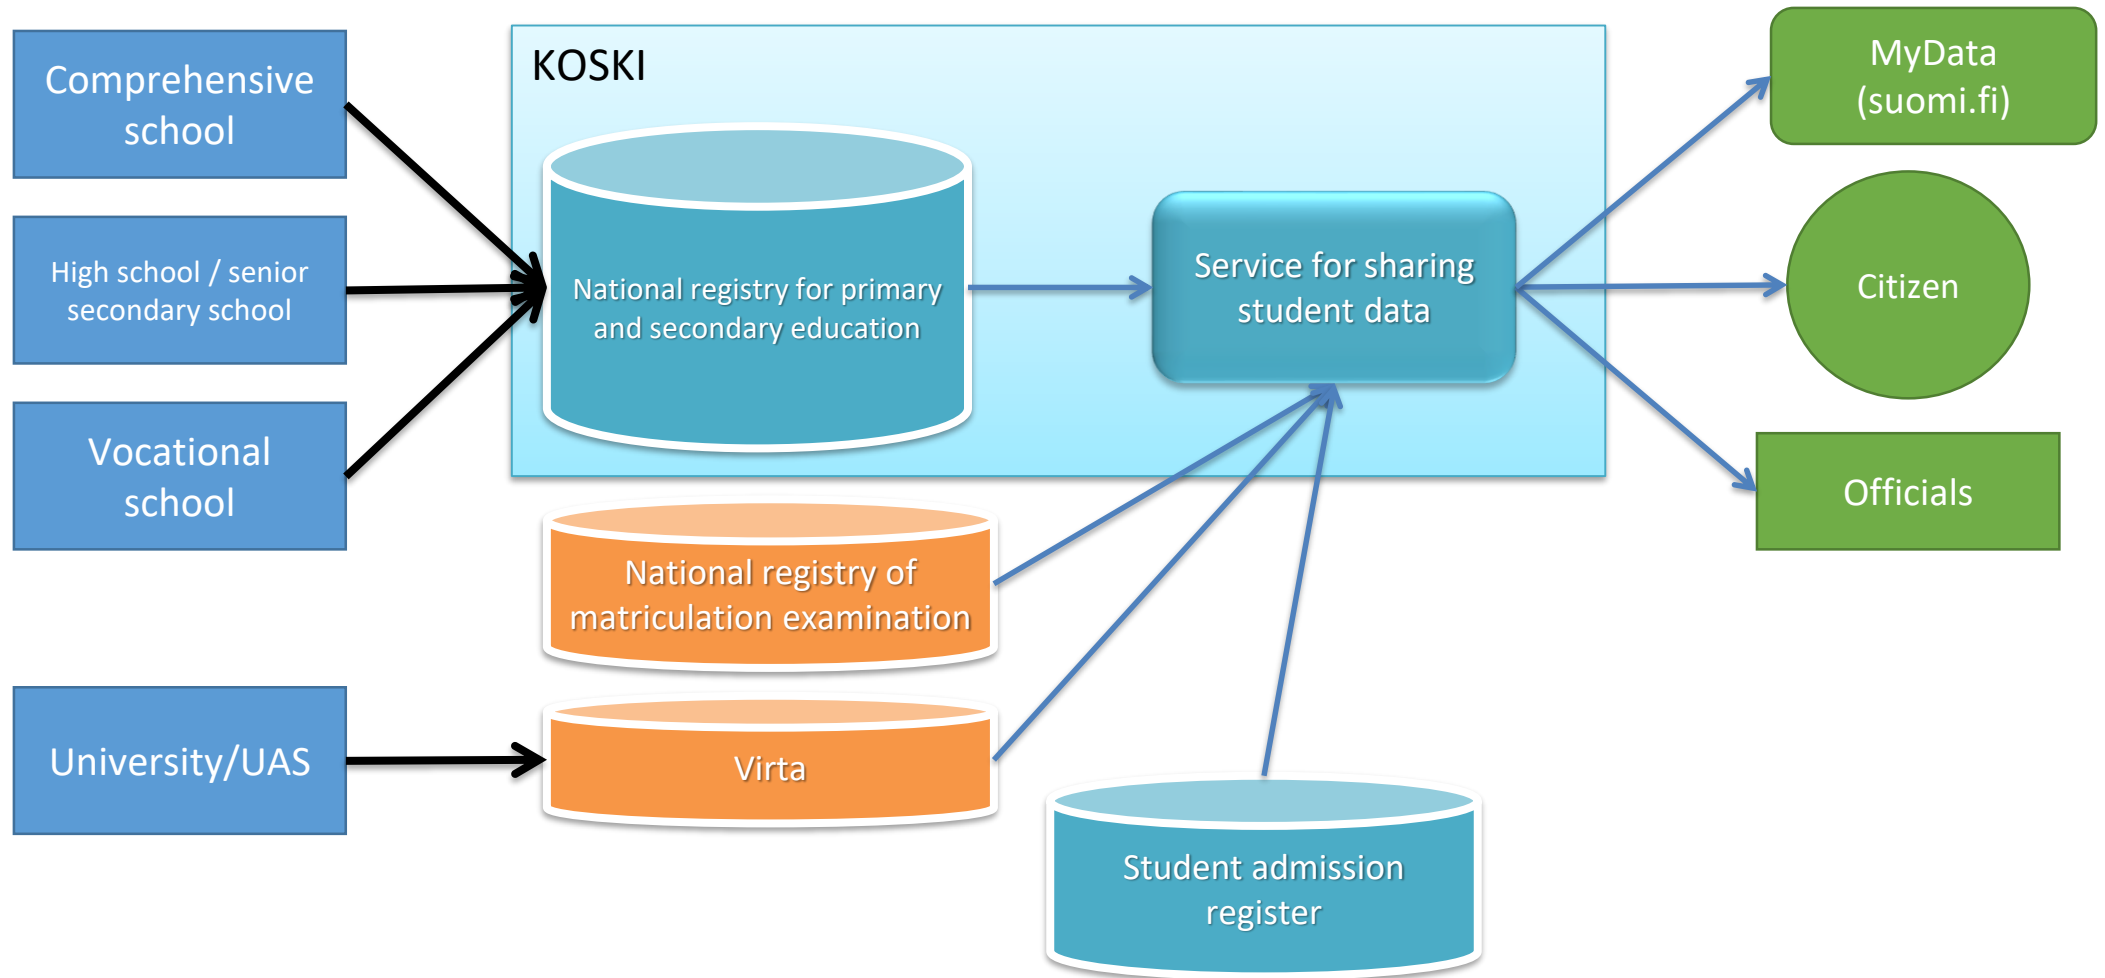 Comprehensive
school
High school / senior
secondary school
Vocational
school
University/UAS
KOSKI
National registry for primary
and secondary education
Service for sharing
student data
National registry of
matriculation examination
Virta
Student admission
register
MyData
(suomi.fi)
Citizen
Officials